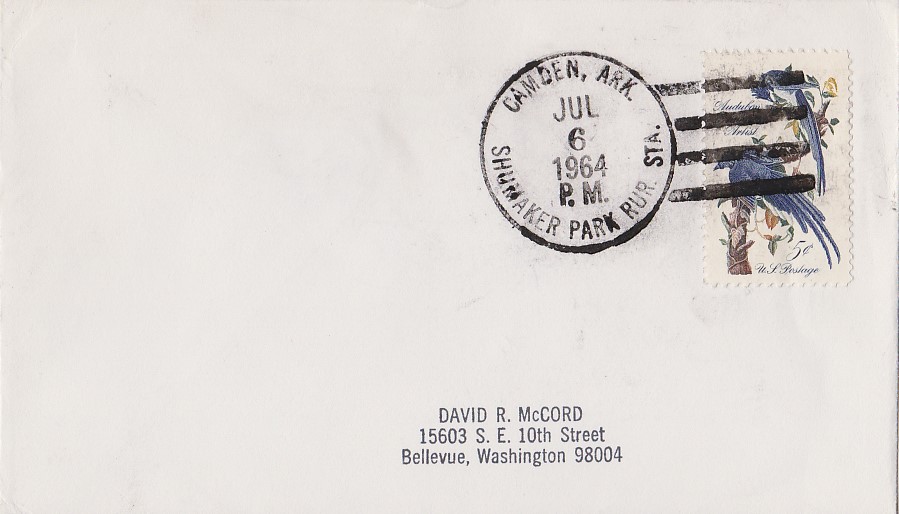 CAMDEN, ARK.
JUL
6
1964
P. M.
SHUMAKER PARK RUR. STA.
Audubon
Artist
5¢
U.S. Postage
DAVID R. McCORD
15603 S. E. 10th Street
Bellevue, Washington 98004